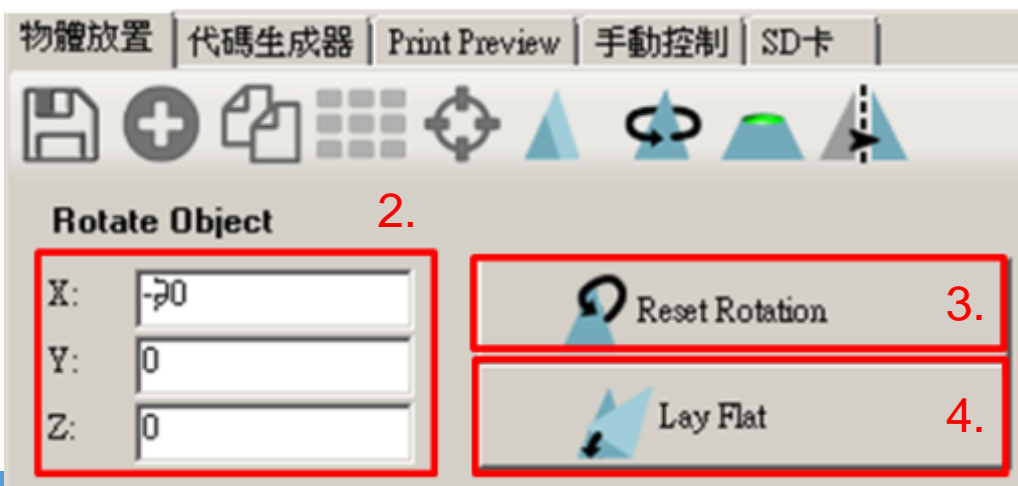 物體放置 代碼生成器 Print Preview 手動控制 SD卡
Rotate Object 2.
X:
Reset Rotation 3.
Y: 0
Lay Flat 4.
Z: 0